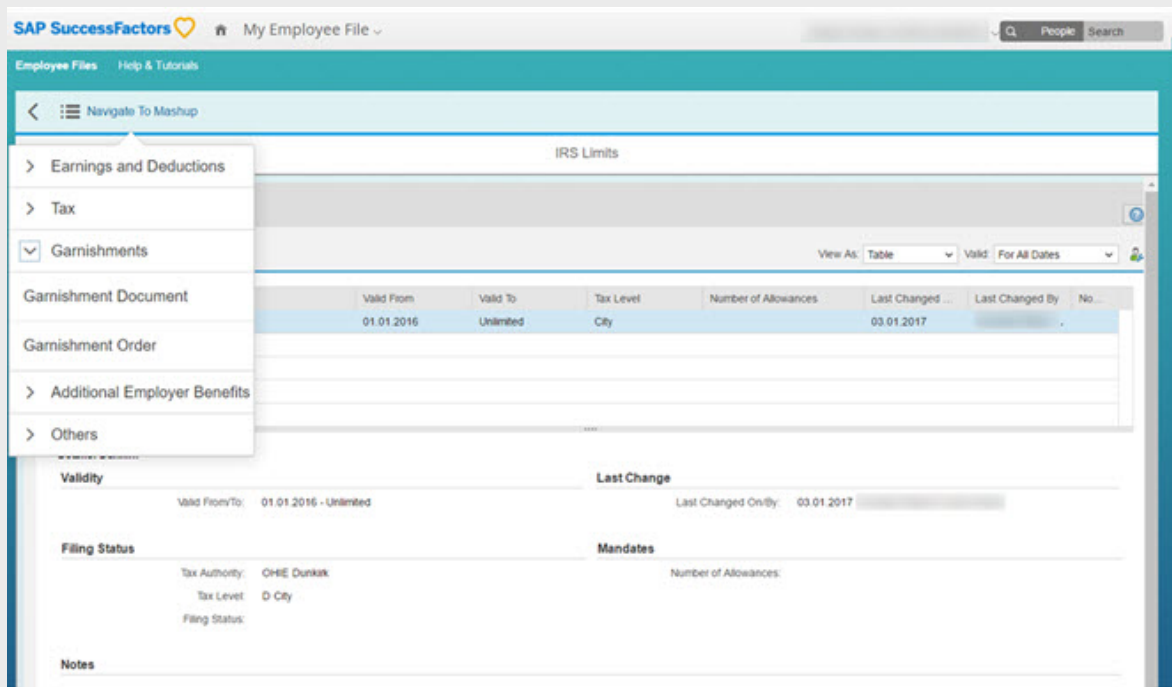 SAP SuccessFactors My Employee File People Search
Employee Files Help & Tutorials
Navigate To Mashup
IRS Limits
Earnings and Deductions
Tax
Garnishments
View As: Table Valid: For All Dates
Garnishment Document
Valid From Valid To Tax Level Number of Allowances Last Changed ... Last Changed By No...
01.01.2016 Unlimited City 03.01.2017
Garnishment Order
Additional Employer Benefits
Others
Validity Last Change
Valid From/To: 01.01.2016 - Unlimited Last Changed On/By: 03.01.2017
Filing Status Mandates
Tax Authority: OHIE Dunkirk Number of Allowances:
Tax Level: D City
Filing Status:
Notes